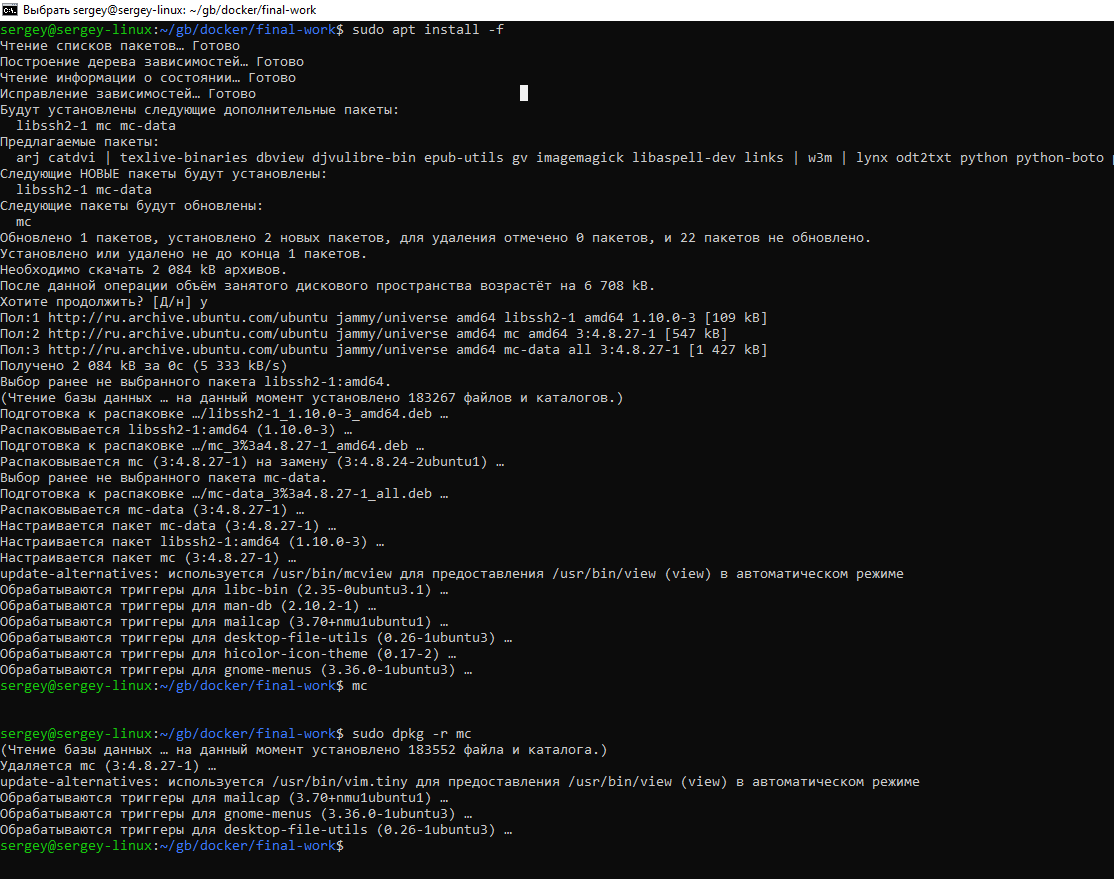 Выбрать sergey@sergey-linux: ~/gb/docker/final-work
sergey@sergey-linux:~/gb/docker/final-work$ sudo apt install -f
Чтение списков пакетов… Готово
Построение дерева зависимостей… Готово
Чтение информации о состоянии… Готово
Исправление зависимостей… Готово
Будут установлены следующие дополнительные пакеты:
  libssh2-1 mc mc-data
Предлагаемые пакеты:
  arj catdvi | texlive-binaries dbview djvulibre-bin epub-utils gv imagemagick libaspell-dev links | w3m | lynx odt2txt python python-boto
Следующие НОВЫЕ пакеты будут установлены:
  libssh2-1 mc-data
Следующие пакеты будут обновлены:
  mc
Обновлено 1 пакетов, установлено 2 новых пакетов, для удаления отмечено 0 пакетов, и 22 пакетов не обновлено.
Установлено или удалено не до конца 1 пакетов.
Необходимо скачать 2 084 kB архивов.
После данной операции объём занятого дискового пространства возрастёт на 6 708 kB.
Хотите продолжить? [Д/н] y
Пол:1 http://ru.archive.ubuntu.com/ubuntu jammy/universe amd64 libssh2-1 amd64 1.10.0-3 [109 kB]
Пол:2 http://ru.archive.ubuntu.com/ubuntu jammy/universe amd64 mc amd64 3:4.8.27-1 [547 kB]
Пол:3 http://ru.archive.ubuntu.com/ubuntu jammy/universe amd64 mc-data all 3:4.8.27-1 [1 427 kB]
Получено 2 084 kB за 0с (5 333 kB/s)
Выбор ранее не выбранного пакета libssh2-1:amd64.
(Чтение базы данных … на данный момент установлено 183267 файлов и каталогов.)
Подготовка к распаковке …/libssh2-1_1.10.0-3_amd64.deb …
Распаковывается libssh2-1:amd64 (1.10.0-3) …
Подготовка к распаковке …/mc_3%3a4.8.27-1_amd64.deb …
Распаковывается mc (3:4.8.27-1) на замену (3:4.8.24-2ubuntu1) …
Выбор ранее не выбранного пакета mc-data.
Подготовка к распаковке …/mc-data_3%3a4.8.27-1_all.deb …
Распаковывается mc-data (3:4.8.27-1) …
Настраивается пакет mc-data (3:4.8.27-1) …
Настраивается пакет libssh2-1:amd64 (1.10.0-3) …
Настраивается пакет mc (3:4.8.27-1) …
update-alternatives: используется /usr/bin/mcview для предоставления /usr/bin/view (view) в автоматическом режиме
Обрабатываются триггеры для libc-bin (2.35-0ubuntu3.1) …
Обрабатываются триггеры для man-db (2.10.2-1) …
Обрабатываются триггеры для mailcap (3.70+nmu1ubuntu1) …
Обрабатываются триггеры для desktop-file-utils (0.26-1ubuntu3) …
Обрабатываются триггеры для hicolor-icon-theme (0.17-2) …
Обрабатываются триггеры для gnome-menus (3.36.0-1ubuntu3) …
sergey@sergey-linux:~/gb/docker/final-work$ mc
sergey@sergey-linux:~/gb/docker/final-work$ sudo dpkg -r mc
(Чтение базы данных … на данный момент установлено 183552 файла и каталога.)
Удаляется mc (3:4.8.27-1) …
update-alternatives: используется /usr/bin/vim.tiny для предоставления /usr/bin/view (view) в автоматическом режиме
Обрабатываются триггеры для mailcap (3.70+nmu1ubuntu1) …
Обрабатываются триггеры для gnome-menus (3.36.0-1ubuntu3) …
Обрабатываются триггеры для desktop-file-utils (0.26-1ubuntu3) …
sergey@sergey-linux:~/gb/docker/final-work$